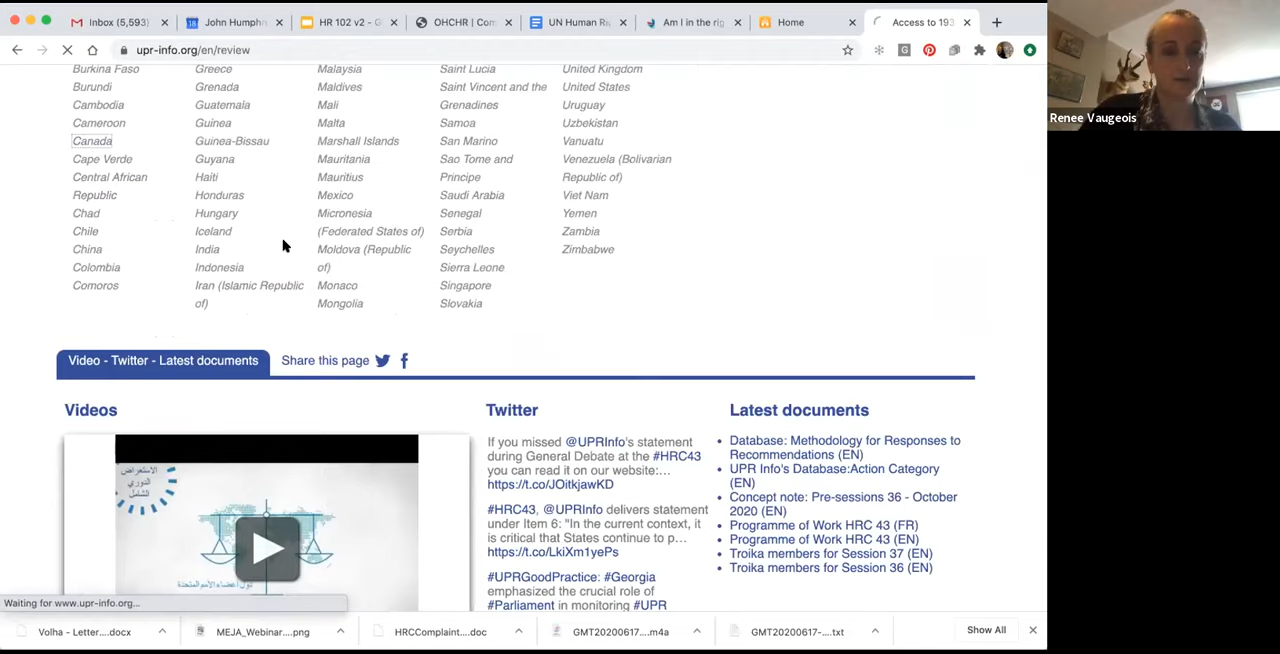 Inbox (5,593)
John Humphr
HR 102 v2 - G
OHCHR | Com
UN Human Ri
Am I in the rig
Home
Access to 193
upr-info.org/en/review
Renee Vaugeois
Burkina Faso
Burundi
Cambodia
Cameroon
Canada
Cape Verde
Central African
Republic
Chad
Chile
China
Colombia
Comoros
Greece
Grenada
Guatemala
Guinea
Guinea-Bissau
Guyana
Haiti
Honduras
Hungary
Iceland
India
Indonesia
Iran (Islamic Republic
of)
Malaysia
Maldives
Mali
Malta
Marshall Islands
Mauritania
Mauritius
Mexico
Micronesia
(Federated States of)
Moldova (Republic
of)
Monaco
Mongolia
Saint Lucia
Saint Vincent and the
Grenadines
Samoa
San Marino
Sao Tome and
Principe
Saudi Arabia
Senegal
Serbia
Seychelles
Sierra Leone
Singapore
Slovakia
United Kingdom
United States
Uruguay
Uzbekistan
Vanuatu
Venezuela (Bolivarian
Republic of)
Viet Nam
Yemen
Zambia
Zimbabwe
Video - Twitter - Latest documents
Share this page
Videos
الاستعراض
الدوري
الشامل
Twitter
If you missed @UPRInfo's statement
during General Debate at the #HRC43
you can read it on our website:...
https://t.co/JOitkjawKD
#HRC43, @UPRInfo delivers statement
under Item 6: "In the current context, it
is critical that States continue to p...
https://t.co/LkiXm1yePs
#UPRGoodPractice: #Georgia
emphasized the crucial role of
#Parliament in monitoring #UPR
Latest documents
Database: Methodology for Responses to
Recommendations (EN)
UPR Info's Database:Action Category
(EN)
Concept note: Pre-sessions 36 - October
2020 (EN)
Programme of Work HRC 43 (FR)
Programme of Work HRC 43 (EN)
Troika members for Session 37 (EN)
Troika members for Session 36 (EN)
Waiting for www.upr-info.org...
Volha - Letter....docx
MEJA_Webinar....png
HRCComplaint....doc
GMT20200617....m4a
GMT20200617-....txt
Show All